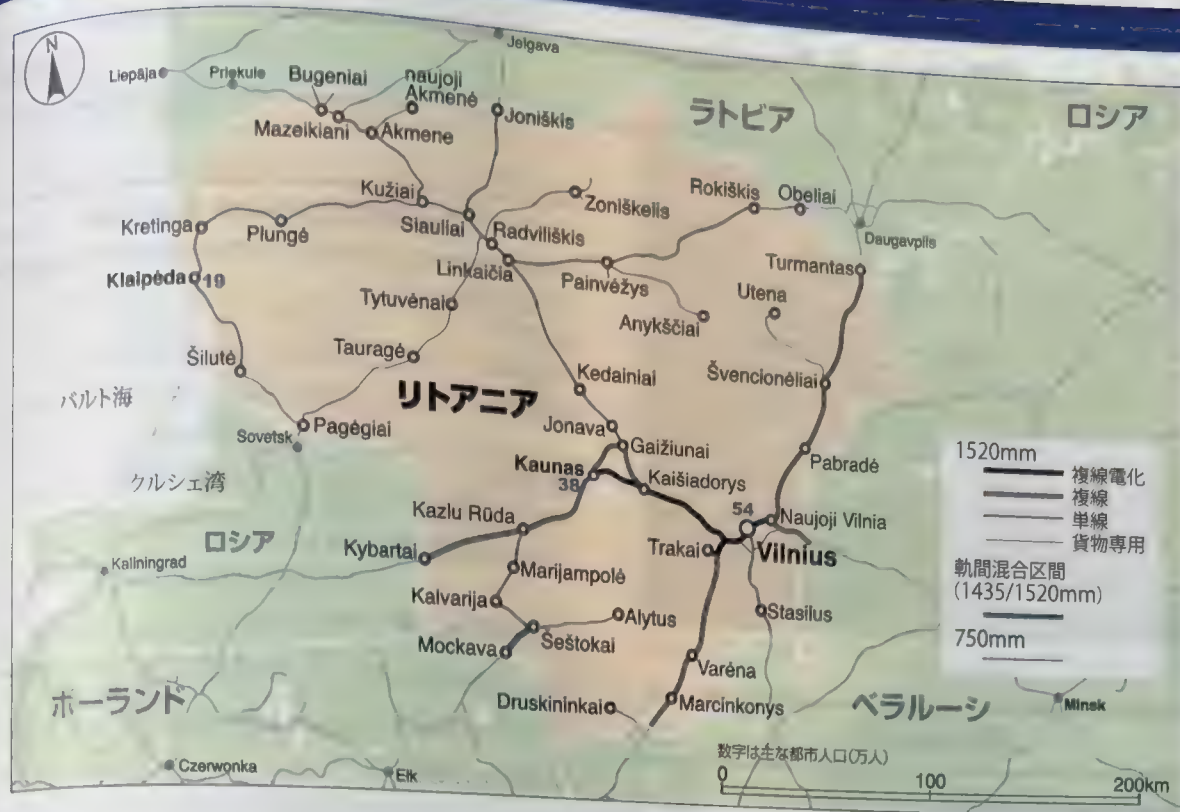 N
Jelgava
Liepāja
Priekule
Bugeniai
naujoji
Akmenė
Mazeikiani
Akmene
Joniškis
ラトビア
ロシア
Kužiai
Zoniškelis
Rokiškis
Obeliai
Kretinga
Plungė
Siauliai
Radviliškis
Daugavpils
Linkaičia
Painvėžys
Turmantas
Klaipėda
19
Tytuvėnai
Anykščiai
Utena
Šilutė
Tauragė
Kedainiai
Švencionėliai
バルト海
リトアニア
Jonava
Pagėgiai
Sovetsk
Gaižiunai
Pabradė
クルシェ湾
Kaunas
38
Kaišiadorys
54
Naujoji Vilnia
Kazlu Rūda
ロシア
Kybartai
Trakai
Vilnius
Kaliningrad
Marijampolė
Kalvarija
Alytus
Stasilus
Mockava
Šeštokai
Varėna
ポーランド
Druskininkai
Marcinkonys
ベラルーシ
Minsk
Czerwonka
Ełk
1520mm
複線電化
複線
単線
貨物専用
軌間混合区間
(1435/1520mm)
750mm
数字は主な都市人口(万人)
0
100
200km